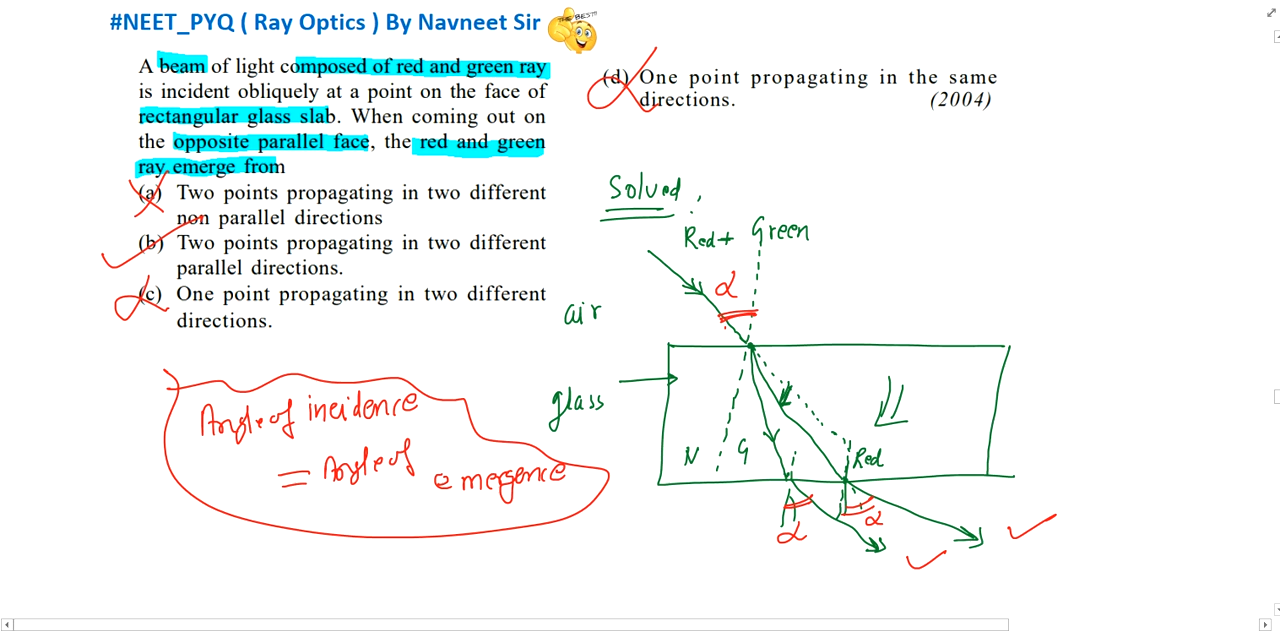 #NEET_PYQ ( Ray Optics ) By Navneet Sir
THE BEST!!!
A beam of light composed of red and green ray
is incident obliquely at a point on the face of
rectangular glass slab. When coming out on
the opposite parallel face, the red and green
ray emerge from
(a) Two points propagating in two different
non parallel directions
(b) Two points propagating in two different
parallel directions.
(c) One point propagating in two different
directions.
(d) One point propagating in the same
directions. (2004)
Solved
Red + Green
α
air
glass
N G Red
α α
Angle of incidence
= Angle of emergence